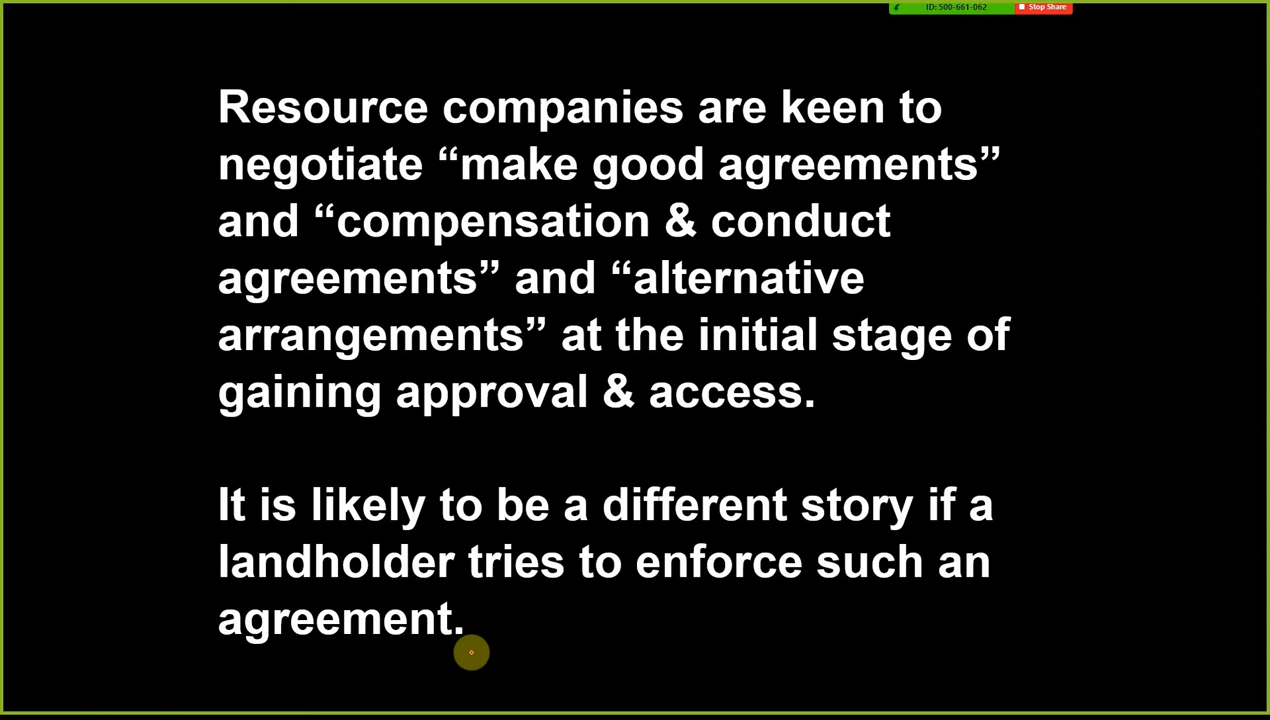 ID: 500-661-062 Stop Share
Resource companies are keen to
negotiate “make good agreements”
and “compensation & conduct
agreements” and “alternative
arrangements” at the initial stage of
gaining approval & access.
It is likely to be a different story if a
landholder tries to enforce such an
agreement.